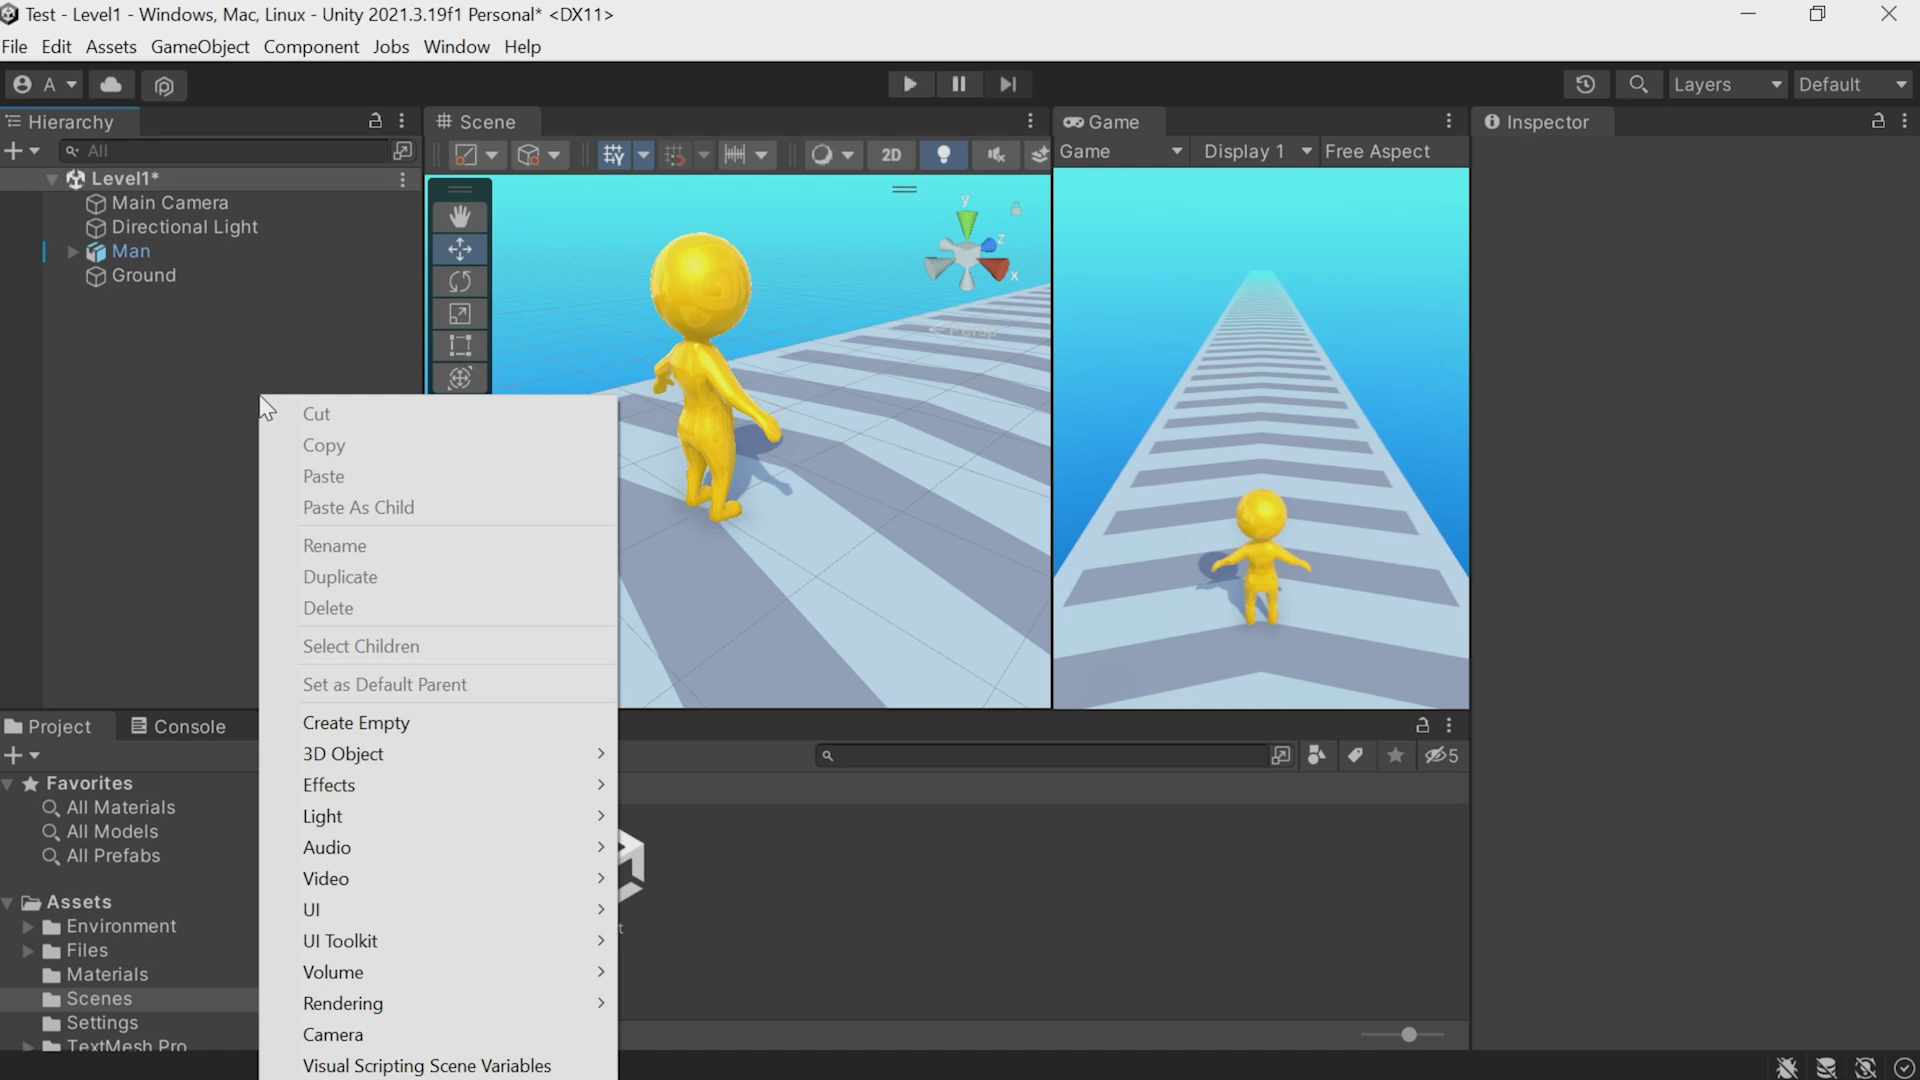 Test - Level1 - Windows, Mac, Linux - Unity 2021.3.19f1 Personal* <DX11>
File Edit Assets GameObject Component Jobs Window Help
A Layers Default
Hierarchy Scene Game Inspector
All 2D Game Display 1 Free Aspect
Level1*
Main Camera
Directional Light
Man
Ground
y
z
x
Persp
Cut
Copy
Paste
Paste As Child
Rename
Duplicate
Delete
Select Children
Set as Default Parent
Create Empty
3D Object
Effects
Light
Audio
Video
UI
UI Toolkit
Volume
Rendering
Camera
Visual Scripting Scene Variables
Project Console
5
Favorites
All Materials
All Models
All Prefabs
Assets
Environment
Files
Materials
Scenes
Settings
TextMesh Pro
t